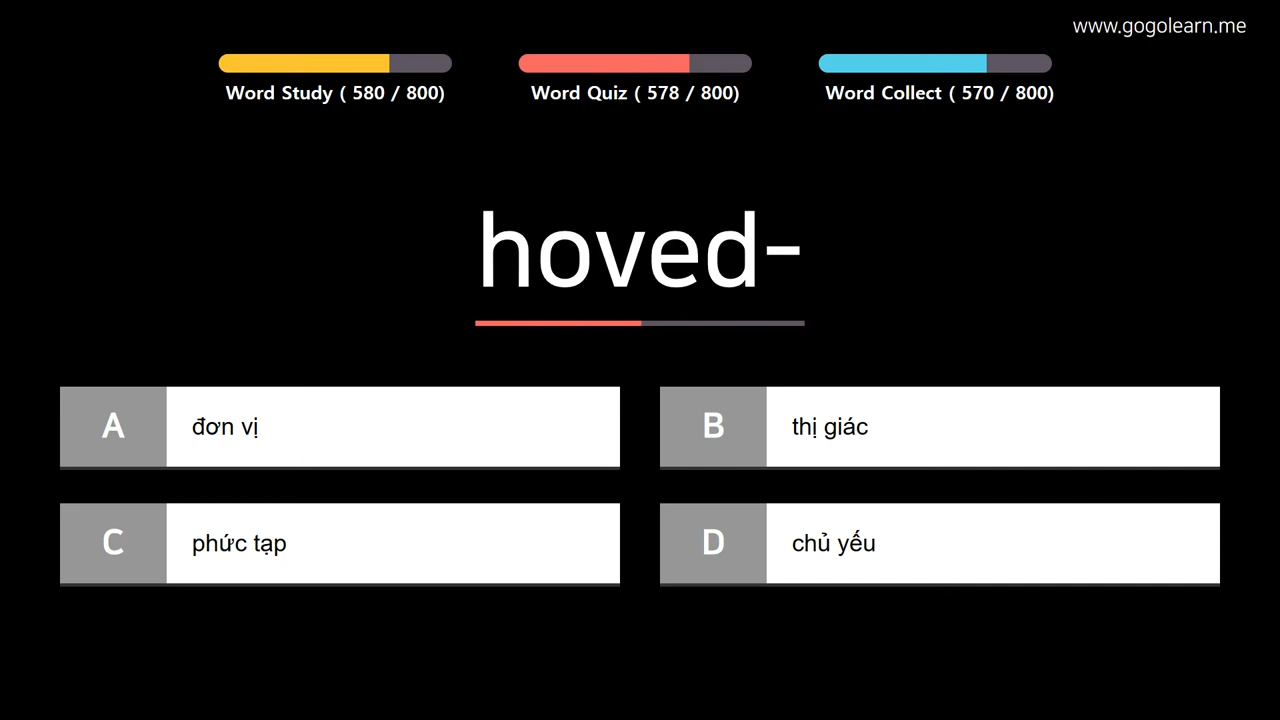 www.gogolearn.me
Word Study ( 580 / 800)
Word Quiz ( 578 / 800)
Word Collect ( 570 / 800)
hoved-
A đơn vị
B thị giác
C phức tạp
D chủ yếu